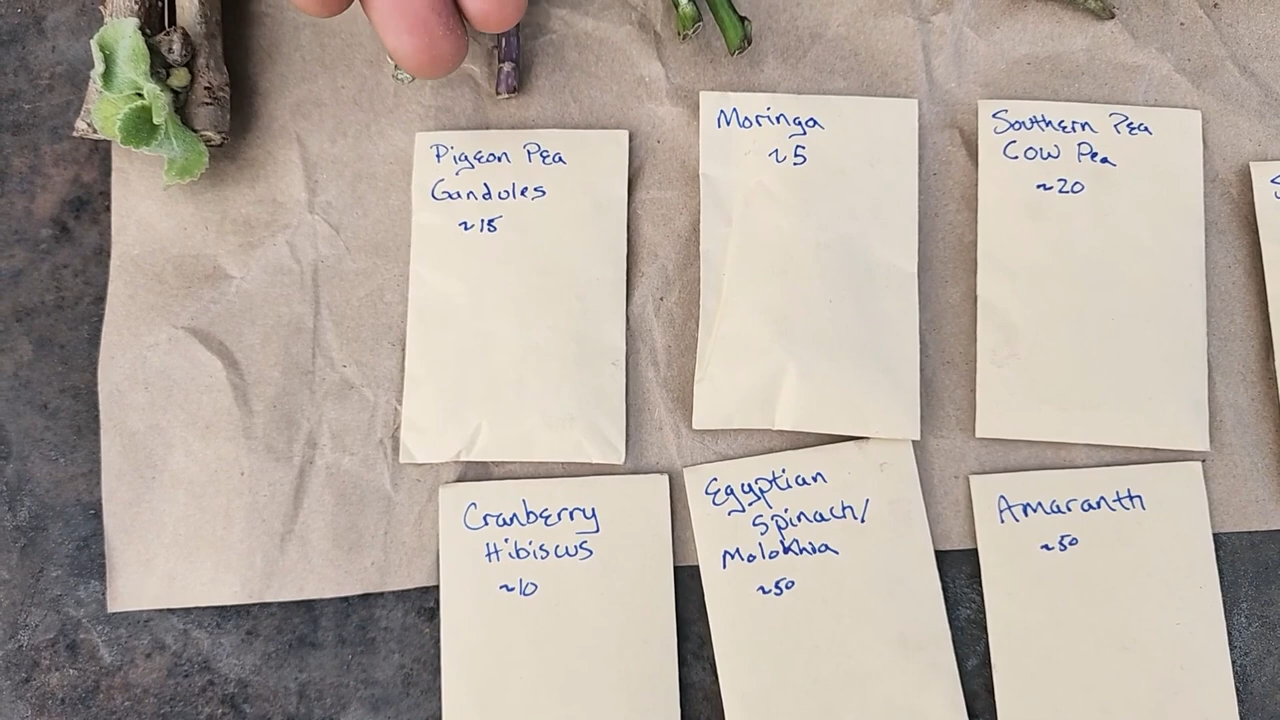 Pigeon Pea
Gandules
~15
Moringa
~5
Southern Pea
Cow Pea
~20
Cranberry
Hibiscus
~10
Egyptian
Spinach/
Molokhia
~50
Amaranth
~50